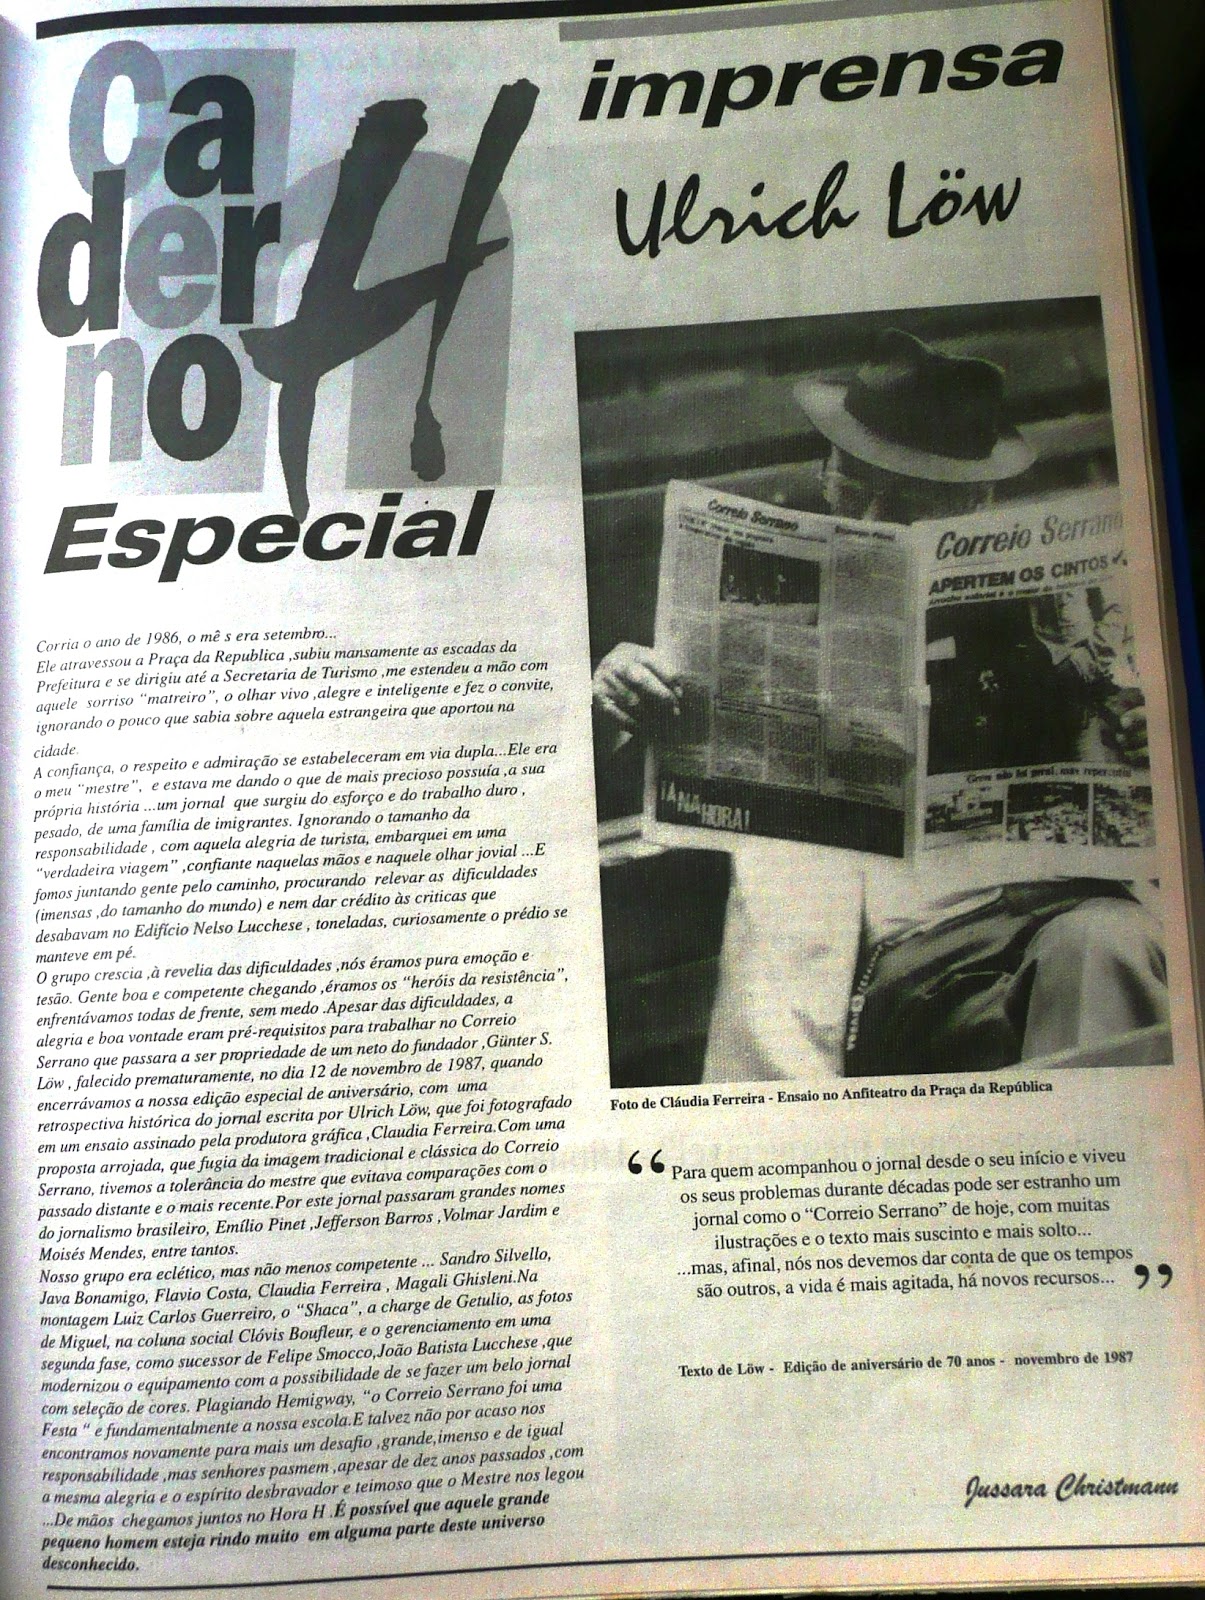 ca
der
no
H
Especial
imprensa
Ulrich Löw
Corria o ano de 1986, o mê s era setembro...
Ele atravessou a Praça da Republica ,subiu mansamente as escadas da
Prefeitura e se dirigiu até a Secretaria de Turismo ,me estendeu a mão com
aquele sorriso “matreiro”, o olhar vivo ,alegre e inteligente e fez o convite,
ignorando o pouco que sabia sobre aquela estrangeira que aportou na
cidade.
A confiança, o respeito e admiração se estabeleceram em via dupla...Ele era
o meu “mestre”, e estava me dando o que de mais precioso possuía ,a sua
própria história ...um jornal que surgiu do esforço e do trabalho duro ,
pesado, de uma família de imigrantes. Ignorando o tamanho da
responsabilidade , com aquela alegria de turista, embarquei em uma
“verdadeira viagem” ,confiante naquelas mãos e naquele olhar jovial ...E
fomos juntando gente pelo caminho, procurando relevar as dificuldades
(imensas ,do tamanho do mundo) e nem dar crédito às criticas que
desabavam no Edifício Nelso Lucchese , toneladas, curiosamente o prédio se
manteve em pé.
O grupo crescia ,à revelia das dificuldades ,nós éramos pura emoção e
tesão. Gente boa e competente chegando ,éramos os “heróis da resistência”,
enfrentávamos todas de frente, sem medo .Apesar das dificuldades, a
alegria e boa vontade eram pré-requisitos para trabalhar no Correio
Serrano que passara a ser propriedade de um neto do fundador ,Günter S.
Löw , falecido prematuramente, no dia 12 de novembro de 1987, quando
encerrávamos a nossa edição especial de aniversário, com uma
retrospectiva histórica do jornal escrita por Ulrich Löw, que foi fotografado
em um ensaio assinado pela produtora gráfica ,Claudia Ferreira.Com uma
proposta arrojada, que fugia da imagem tradicional e clássica do Correio
Serrano, tivemos a tolerância do mestre que evitava comparações com o
passado distante e o mais recente.Por este jornal passaram grandes nomes
do jornalismo brasileiro, Emílio Pinet ,Jefferson Barros ,Volmar Jardim e
Moisés Mendes, entre tantos.
Nosso grupo era eclético, mas não menos competente ... Sandro Silvello,
Java Bonamigo, Flavio Costa, Claudia Ferreira , Magali Ghisleni.Na
montagem Luiz Carlos Guerreiro, o “Shaca”, a charge de Getulio, as fotos
de Miguel, na coluna social Clóvis Boufleur, e o gerenciamento em uma
segunda fase, como sucessor de Felipe Smocco,João Batista Lucchese ,que
modernizou o equipamento com a possibilidade de se fazer um belo jornal
com seleção de cores. Plagiando Hemigway, “o Correio Serrano foi uma
Festa “ e fundamentalmente a nossa escola.E talvez não por acaso nos
encontramos novamente para mais um desafio ,grande,imenso e de igual
responsabilidade ,mas senhores pasmem ,apesar de dez anos passados ,com
a mesma alegria e o espírito desbravador e teimoso que o Mestre nos legou
...De mãos chegamos juntos no Hora H .É possível que aquele grande
pequeno homem esteja rindo muito em alguma parte deste universo
desconhecido.
Correio Serrano
Correio Serrano
APERTEM OS CINTOS
¡ANAHORA!
Foto de Cláudia Ferreira - Ensaio no Anfiteatro da Praça da República
“ Para quem acompanhou o jornal desde o seu início e viveu
os seus problemas durante décadas pode ser estranho um
jornal como o “Correio Serrano” de hoje, com muitas
ilustrações e o texto mais suscinto e mais solto...
...mas, afinal, nós nos devemos dar conta de que os tempos
são outros, a vida é mais agitada, há novos recursos... ”
Texto de Löw - Edição de aniversário de 70 anos - novembro de 1987
Jussara Christmann